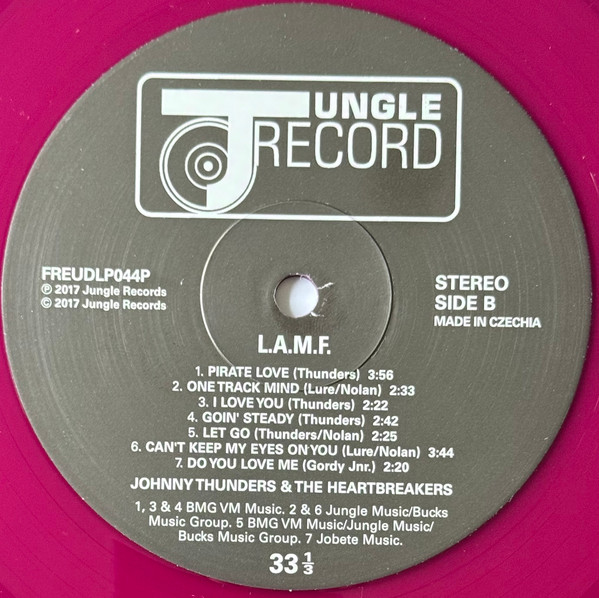 JUNGLE
RECORD
FREUDLP044P
℗ 2017 Jungle Records
© 2017 Jungle Records
STEREO
SIDE B
MADE IN CZECHIA
L.A.M.F.
1. PIRATE LOVE (Thunders) 3:56
2. ONE TRACK MIND (Lure/Nolan) 2:33
3. I LOVE YOU (Thunders) 2:22
4. GOIN' STEADY (Thunders) 2:42
5. LET GO (Thunders/Nolan) 2:25
6. CAN'T KEEP MY EYES ON YOU (Lure/Nolan) 3:44
7. DO YOU LOVE ME (Gordy Jnr.) 2:20
JOHNNY THUNDERS & THE HEARTBREAKERS
1, 3 & 4 BMG VM Music. 2 & 6 Jungle Music/Bucks
Music Group. 5 BMG VM Music/Jungle Music/
Bucks Music Group. 7 Jobete Music.
33 1/3